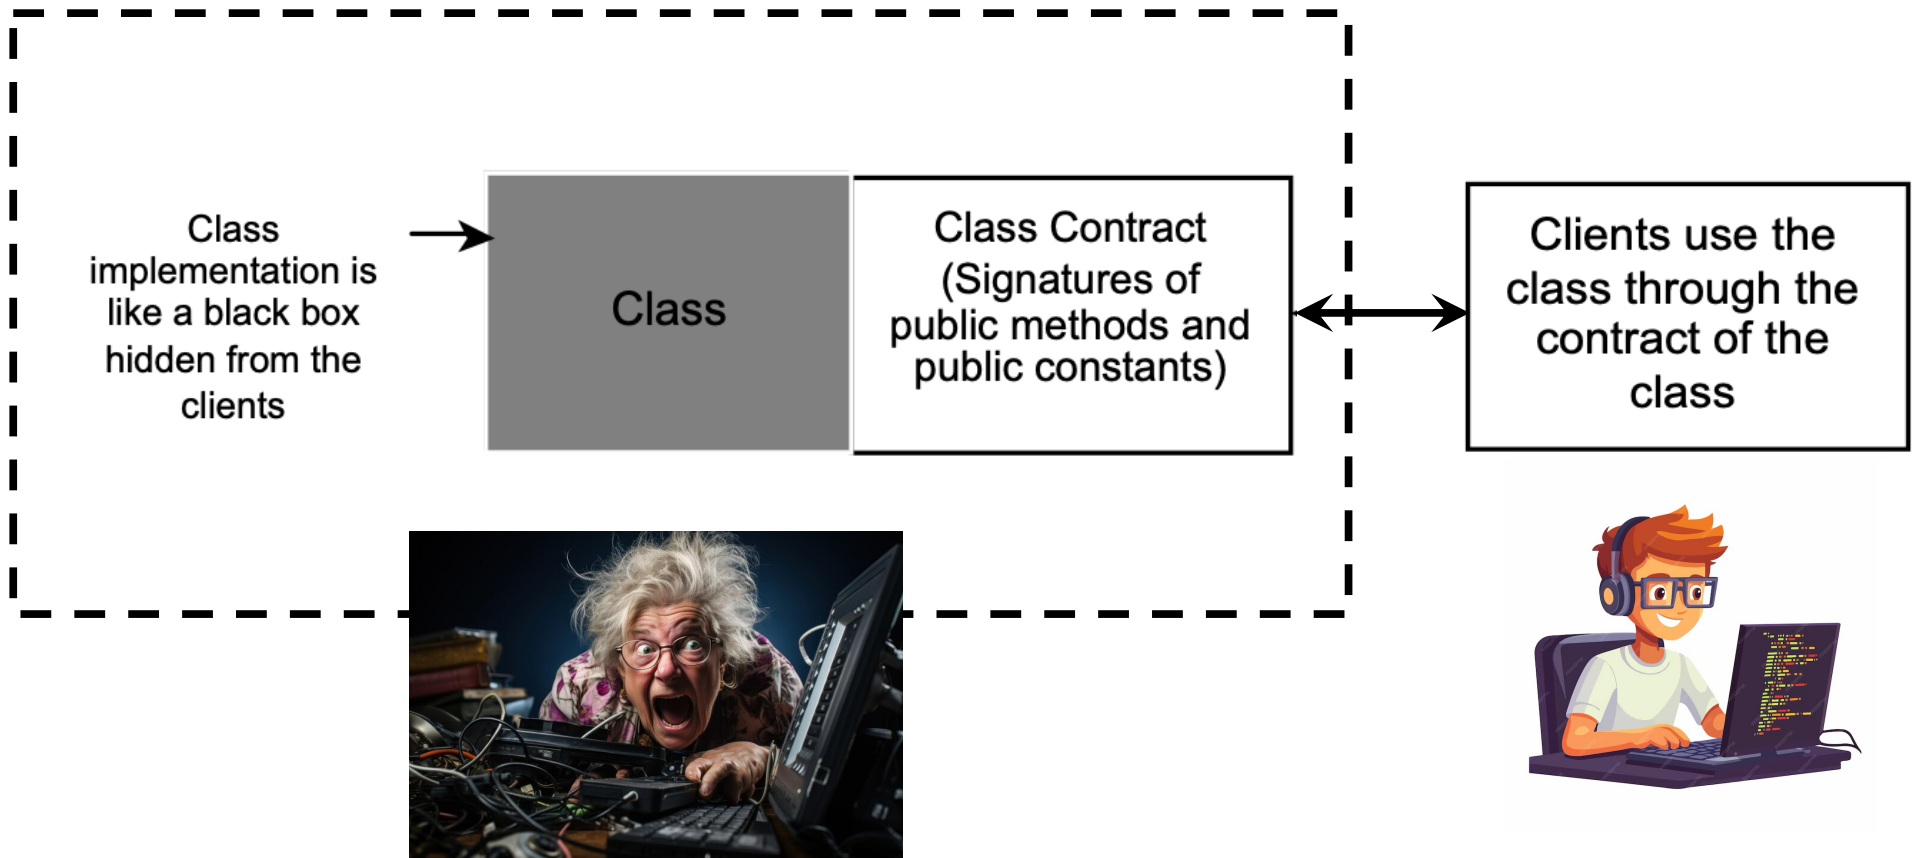 Class
implementation is
like a black box
hidden from the
clients
Class
Class Contract
(Signatures of
public methods and
public constants)
Clients use the
class through the
contract of the
class